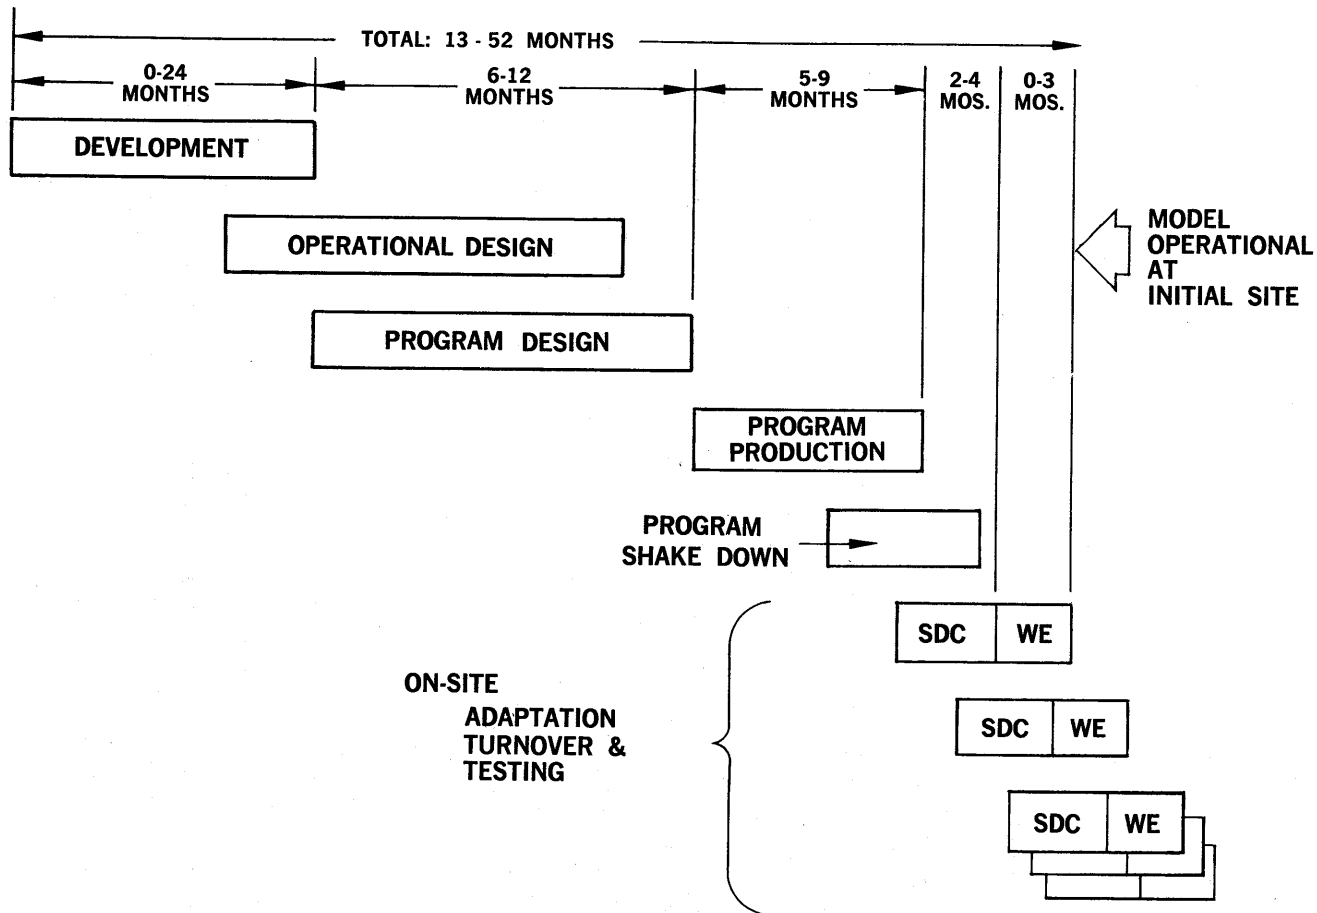 TOTAL: 13 - 52 MONTHS
0-24
MONTHS
6-12
MONTHS
5-9
MONTHS
2-4
MOS.
0-3
MOS.
DEVELOPMENT
OPERATIONAL DESIGN
MODEL
OPERATIONAL
AT
INITIAL SITE
PROGRAM DESIGN
PROGRAM
PRODUCTION
PROGRAM
SHAKE DOWN
SDC WE
ON-SITE
ADAPTATION
TURNOVER &
TESTING
SDC WE
SDC WE